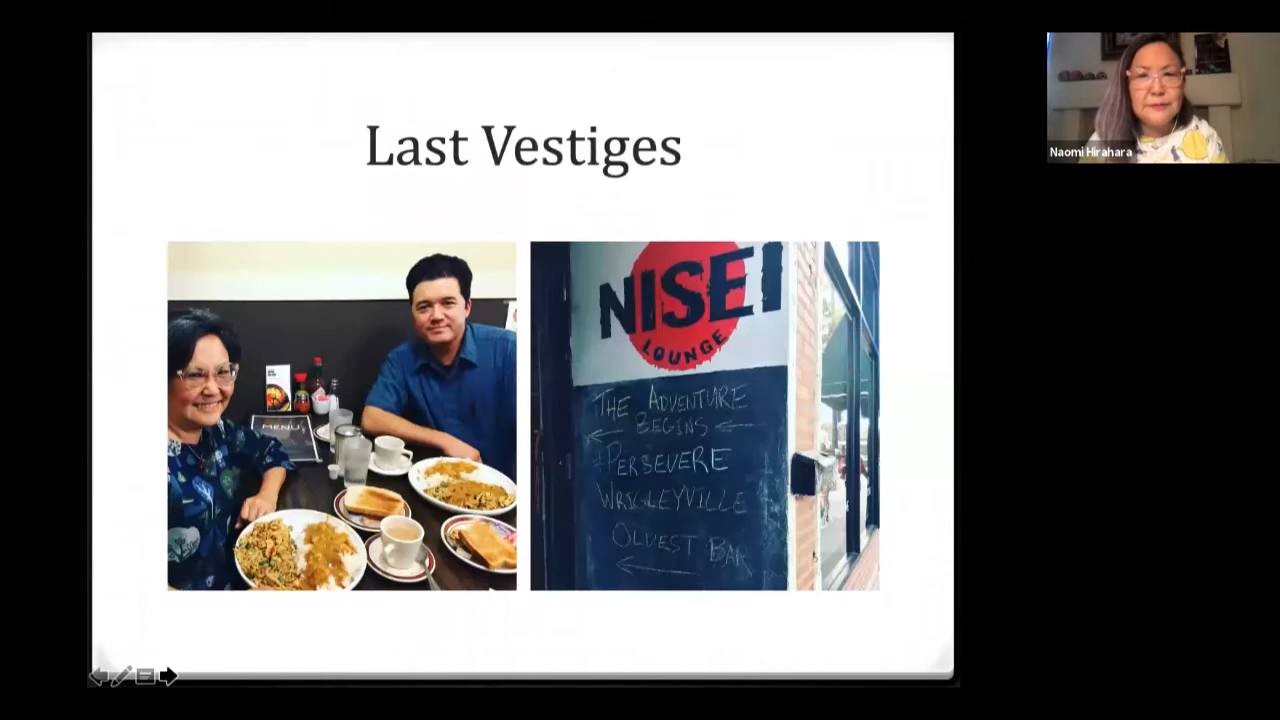 Last Vestiges
MENU
NISEI
LOUNGE
THE ADVENTURE
BEGINS
#PERSEVERE
WRIGLEYVILLE
OLDEST BAR
Naomi Hirahara